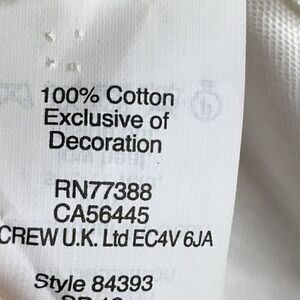 100% Cotton
Exclusive of
Decoration
RN77388
CA56445
CREW U.K. Ltd EC4V 6JA
Style 84393